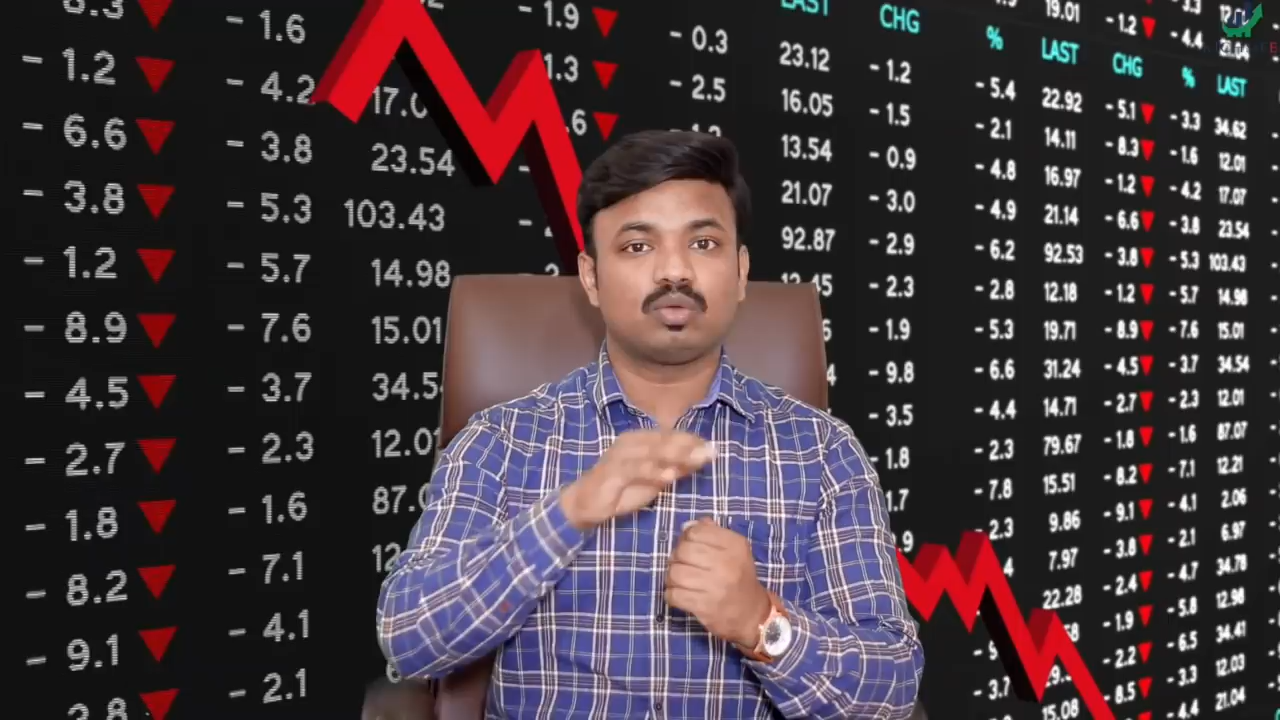 - 1.9 19.01 - 1.2
LAST CHG % LAST CHG % LAST
- 1.6 - 0.3 23.12 - 1.2 - 5.4 22.92 - 5.1 - 3.3 34.62
- 1.2 - 4.2 - 2.5 16.05 - 1.5 - 2.1 14.11 - 8.3 - 1.6 12.01
- 6.6 - 3.8 23.54 13.54 - 0.9 - 4.8 16.97 - 1.2 - 4.2 17.07
- 3.8 - 5.3 103.43 21.07 - 3.0 - 4.9 21.14 - 6.6 - 3.8 23.54
- 1.2 - 5.7 14.98 92.87 - 2.9 - 6.2 92.53 - 3.8 - 5.3 103.43
- 8.9 - 7.6 15.01 - 2.3 - 2.8 12.18 - 1.2 - 5.7 14.98
- 4.5 - 3.7 34.5 - 1.9 - 5.3 19.71 - 8.9 - 7.6 15.01
- 2.7 - 2.3 12.01 - 9.8 - 6.6 31.24 - 4.5 - 3.7 34.54
- 1.8 - 1.6 87.0 - 3.5 - 4.4 14.71 - 2.7 - 2.3 12.01
- 8.2 - 7.1 - 1.8 - 2.3 79.67 - 1.8 - 1.6 87.07
- 9.1 - 4.1 - 7.8 15.51 - 8.2 - 7.1 12.21
- 2.1 - 2.3 9.86 - 9.1 - 4.1 2.06
7.97 - 3.8 - 2.1 6.97
22.28 - 2.4 - 4.7 34.78
- 1.9 - 5.8 12.98
- 2.2 - 6.5 34.41
- 3.7 - 8.5 - 3.3 12.03
15.08 - 4.4 21.04